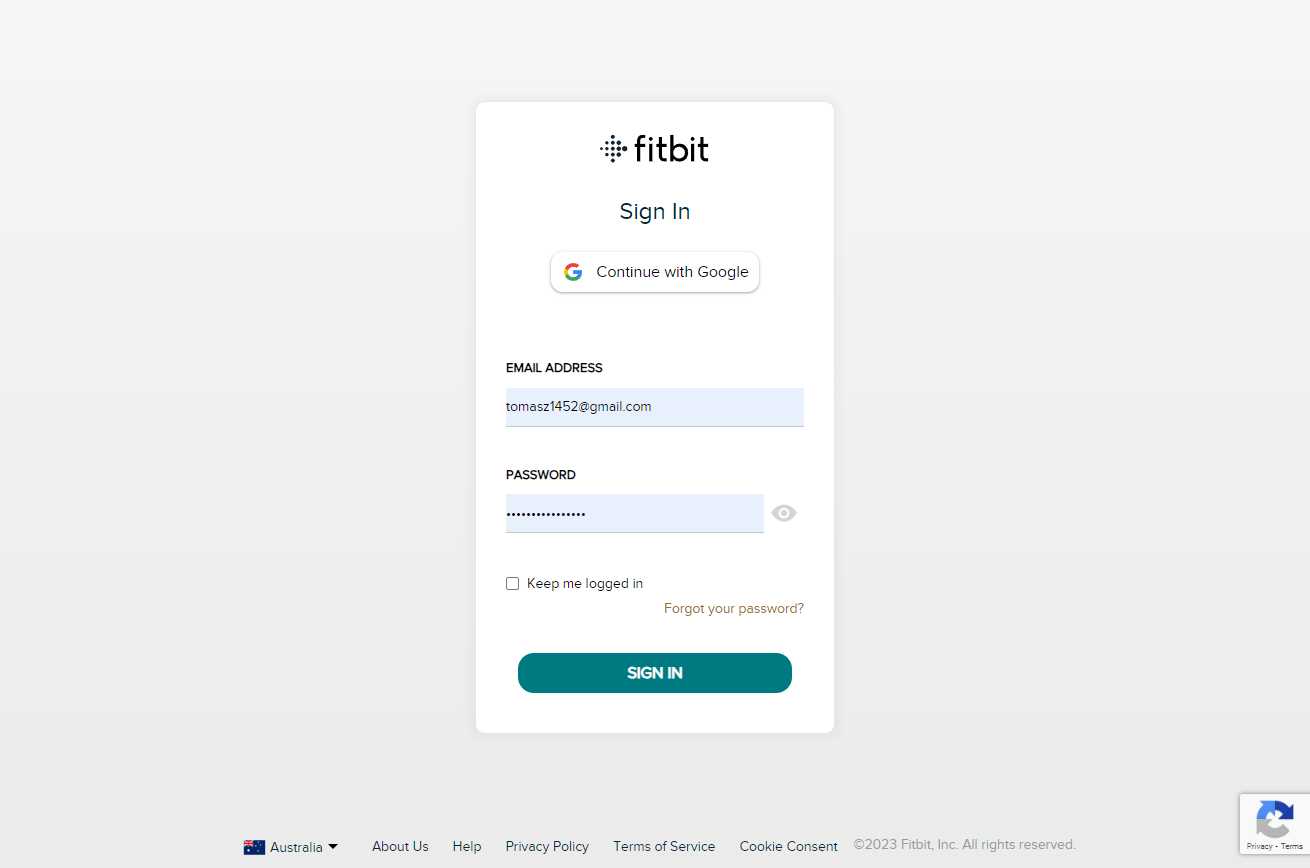 fitbit
Sign In
Continue with Google
EMAIL ADDRESS
tomasz1452@gmail.com
PASSWORD
••••••••••••••••
Keep me logged in
Forgot your password?
SIGN IN
Australia About Us Help Privacy Policy Terms of Service Cookie Consent ©2023 Fitbit, Inc. All rights reserved.
Privacy - Terms